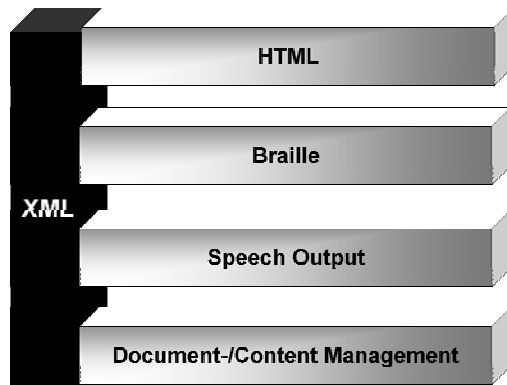 HTML
Braille
XML
Speech Output
Document-/Content Management